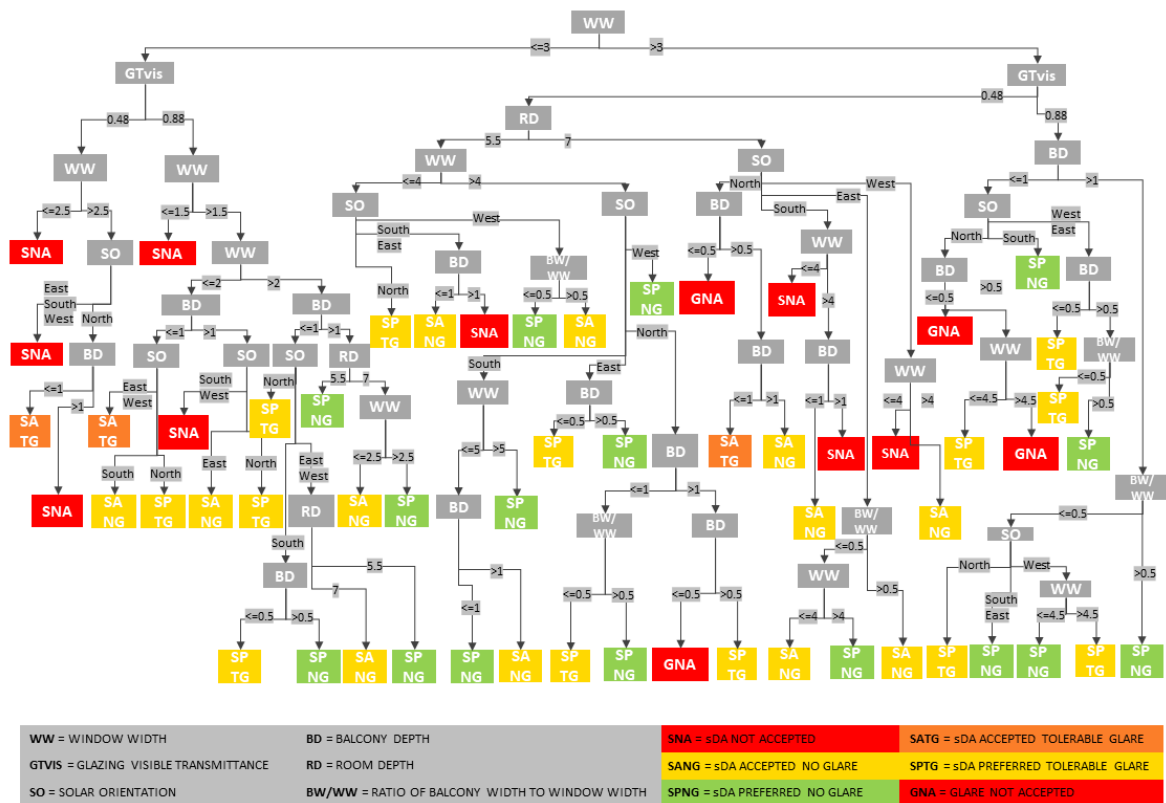 WW
<=3 >3
GTvis GTvis
0.48 0.88
0.48 0.88
RD
5.5 7
BD
WW WW WW SO
<=1 >1
<=4 >4 North West
East
<=2.5 >2.5 <=1.5 >1.5 SO SO BD South SO
West West
North South East
SNA SO SNA WW South East BD BW/WW West <=0.5 >0.5 WW BD SP NG BD
<=2 >2 <=1 >1 <=0.5 >0.5 SP NG GNA <=4 SNA >4 <=0.5 >0.5 <=0.5 >0.5
East South West North BD BD North GNA
<=1 >1 <=1 >1 SP TG SA NG SNA SP NG SA NG North SP TG
SNA BD SO SO SO RD South East BD BD WW WW BW/WW
<=1 >1 East West South West North 5.5 7 WW BD <=1 >1 <=1 >1 <=4 >4 <=4.5 >4.5 <=0.5 >0.5
SP TG SP NG WW <=0.5 >0.5 SP TG
SA TG SA TG SNA SP TG SP NG BD SA TG SA NG SNA SNA SP TG GNA SP NG
South North East North East West <=2.5 >2.5 <=5 >5 <=1 >1 BW/WW
SNA SA NG SP TG SA NG SP TG RD SA NG SP NG BD SP NG BW/WW BD SA NG BW/WW SA NG <=0.5
South 5.5 7 <=0.5 SO
BD >1 WW North West >0.5
<=0.5 >0.5 <=1 <=0.5 >0.5 <=0.5 >0.5 <=4 >4 >0.5 South East WW
<=4.5 >4.5
SP TG SP NG SA NG SP NG SP NG SA NG SP TG SP NG GNA SP TG SA NG SP NG SA NG SP TG SP NG SP NG SP TG SP NG
WW = WINDOW WIDTH BD = BALCONY DEPTH SNA = sDA NOT ACCEPTED SATG = sDA ACCEPTED TOLERABLE GLARE
GTVIS = GLAZING VISIBLE TRANSMITTANCE RD = ROOM DEPTH SANG = sDA ACCEPTED NO GLARE SPTG = sDA PREFERRED TOLERABLE GLARE
SO = SOLAR ORIENTATION BW/WW = RATIO OF BALCONY WIDTH TO WINDOW WIDTH SPNG = sDA PREFERRED NO GLARE GNA = GLARE NOT ACCEPTED